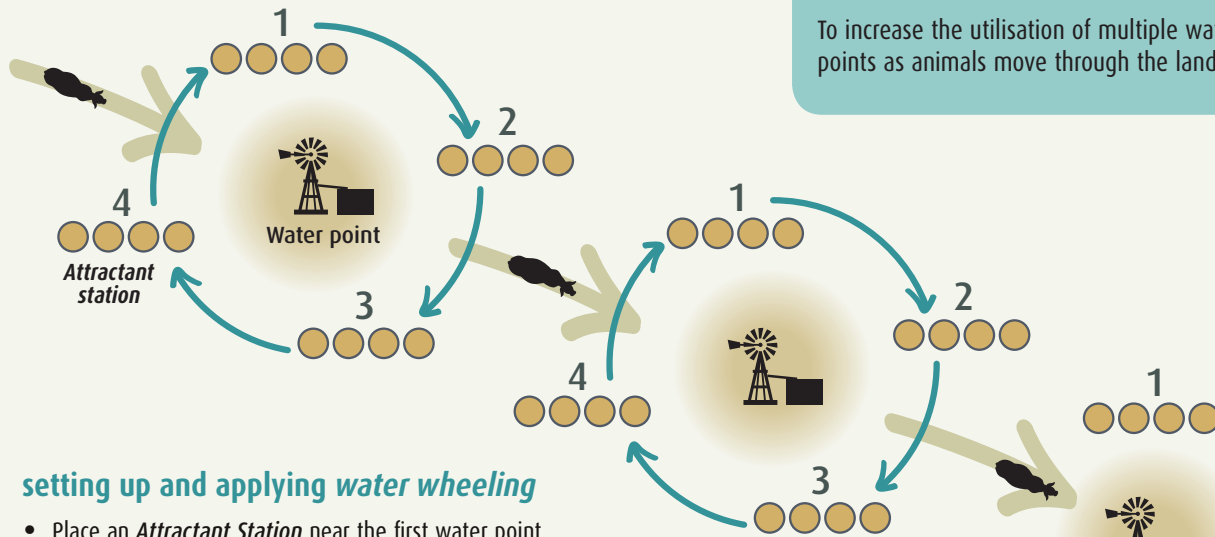 To increase the utilisation of multiple wa
points as animals move through the land
1
2
Water point
4
Attractant
station
3
1
2
4
3
1
setting up and applying water wheeling
• Place an Attractant Station near the first water point